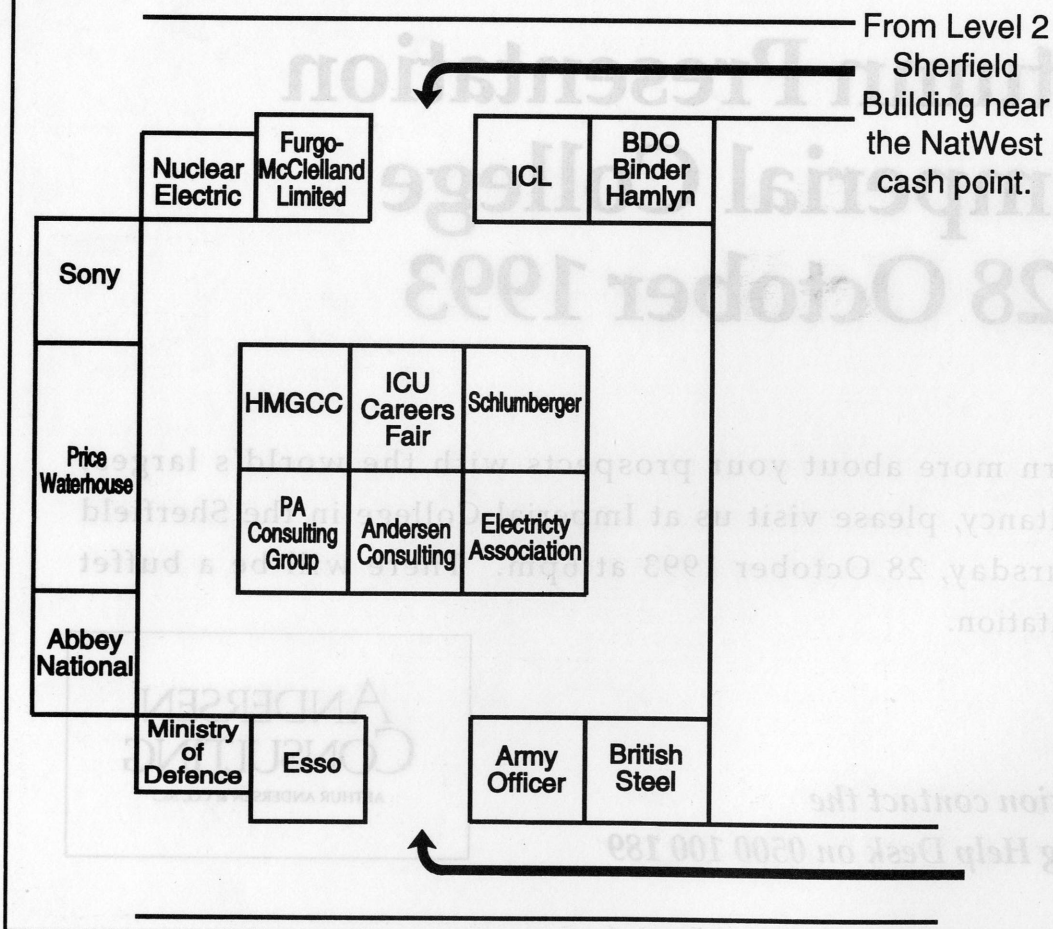 From Level 2
Sherfield
Building near
the NatWest
cash point.
Nuclear
Electric
Furgo-
McClelland
Limited
ICL
BDO
Binder
Hamlyn
Sony
HMGCC
ICU
Careers
Fair
Schlumberger
Price
Waterhouse
PA
Consulting
Group
Andersen
Consulting
Electricty
Association
Abbey
National
Ministry
of
Defence
Esso
Army
Officer
British
Steel